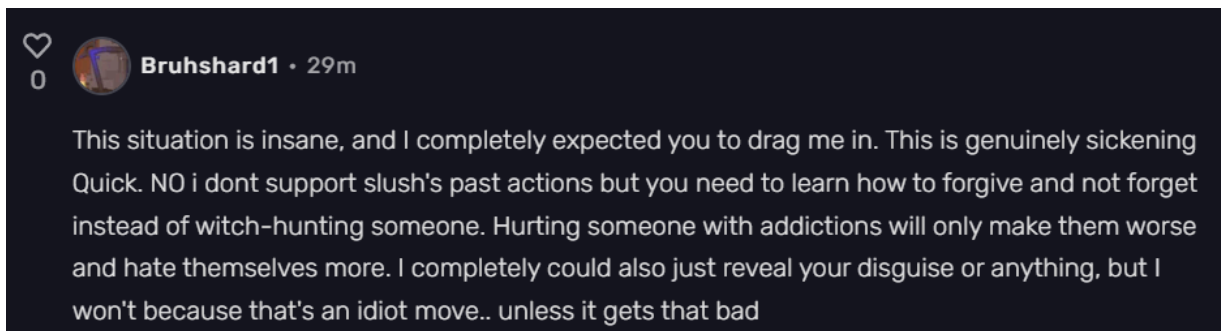 Bruhshard1 • 29m
0
This situation is insane, and I completely expected you to drag me in. This is genuinely sickening
Quick. NO i dont support slush's past actions but you need to learn how to forgive and not forget
instead of witch-hunting someone. Hurting someone with addictions will only make them worse
and hate themselves more. I completely could also just reveal your disguise or anything, but I
won't because that's an idiot move.. unless it gets that bad